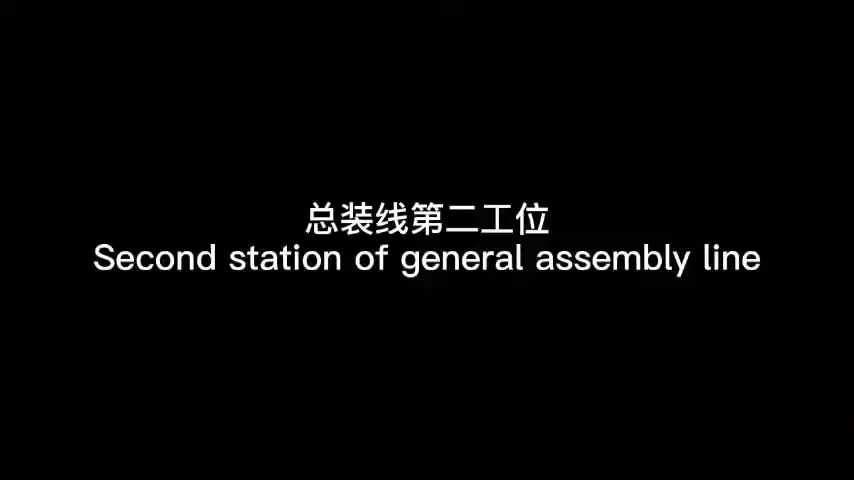 总装线第二工位
Second station of general assembly line